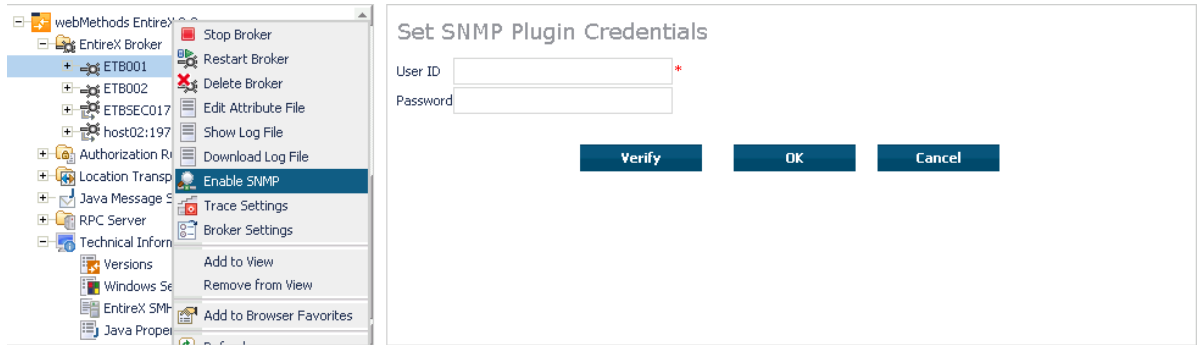 webMethods EntireX
EntireX Broker
ETB001
ETB002
ETBSEC017
host02:197
Authorization
Location Transp
Java Message
RPC Server
Technical Inform
Versions
Windows Se
EntireX SMH
Java Proper
Stop Broker
Restart Broker
Delete Broker
Edit Attribute File
Show Log File
Download Log File
Enable SNMP
Trace Settings
Broker Settings
Add to View
Remove from View
Add to Browser Favorites
Set SNMP Plugin Credentials
User ID *
Password
Verify OK Cancel